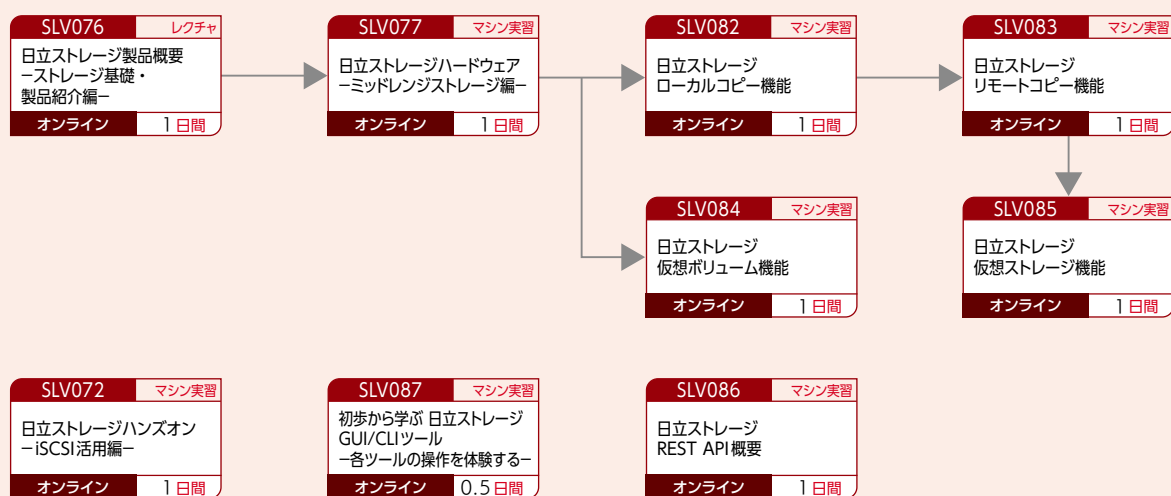 SLV076 レクチャ
日立ストレージ製品概要
−ストレージ基礎・
製品紹介編−
オンライン 1日間
SLV077 マシン実習
日立ストレージハードウェア
−ミッドレンジストレージ編−
オンライン 1日間
SLV082 マシン実習
日立ストレージ
ローカルコピー機能
オンライン 1日間
SLV083 マシン実習
日立ストレージ
リモートコピー機能
オンライン 1日間
SLV084 マシン実習
日立ストレージ
仮想ボリューム機能
オンライン 1日間
SLV085 マシン実習
日立ストレージ
仮想ストレージ機能
オンライン 1日間
SLV072 マシン実習
日立ストレージハンズオン
−iSCSI活用編−
オンライン 1日間
SLV087 マシン実習
初歩から学ぶ 日立ストレージ
GUI/CLIツール
−各ツールの操作を体験する−
オンライン 0.5日間
SLV086 マシン実習
日立ストレージ
REST API概要
オンライン 1日間